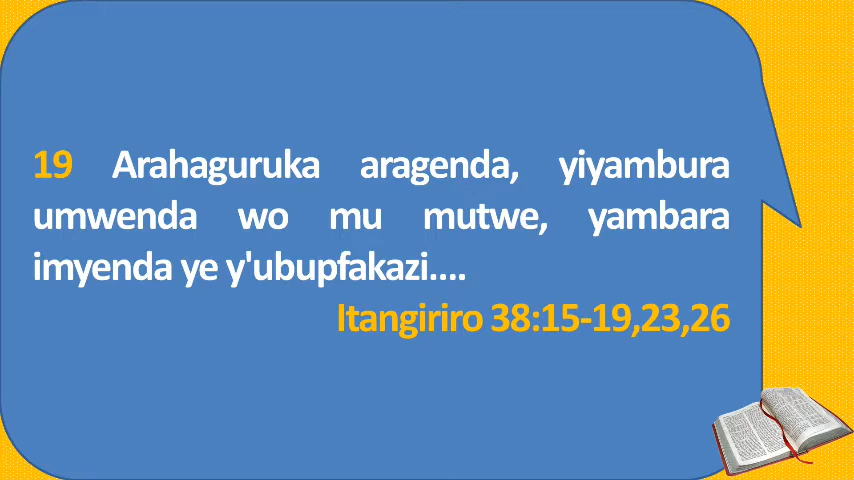 19 Arahaguruka aragenda, yiyambura
umwenda wo mu mutwe, yambara
imyenda ye y'ubupfakazi....
Itangiriro 38:15-19,23,26